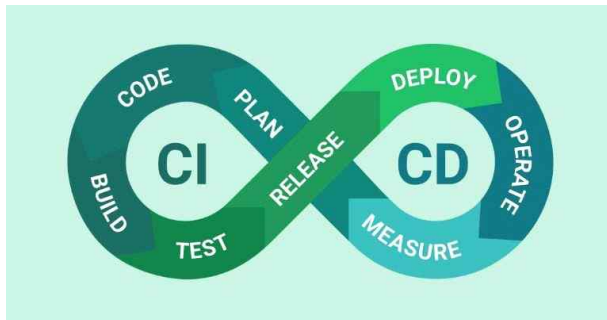 CODE
PLAN
DEPLOY
OPERATE
CI
CD
RELEASE
BUILD
TEST
MEASURE